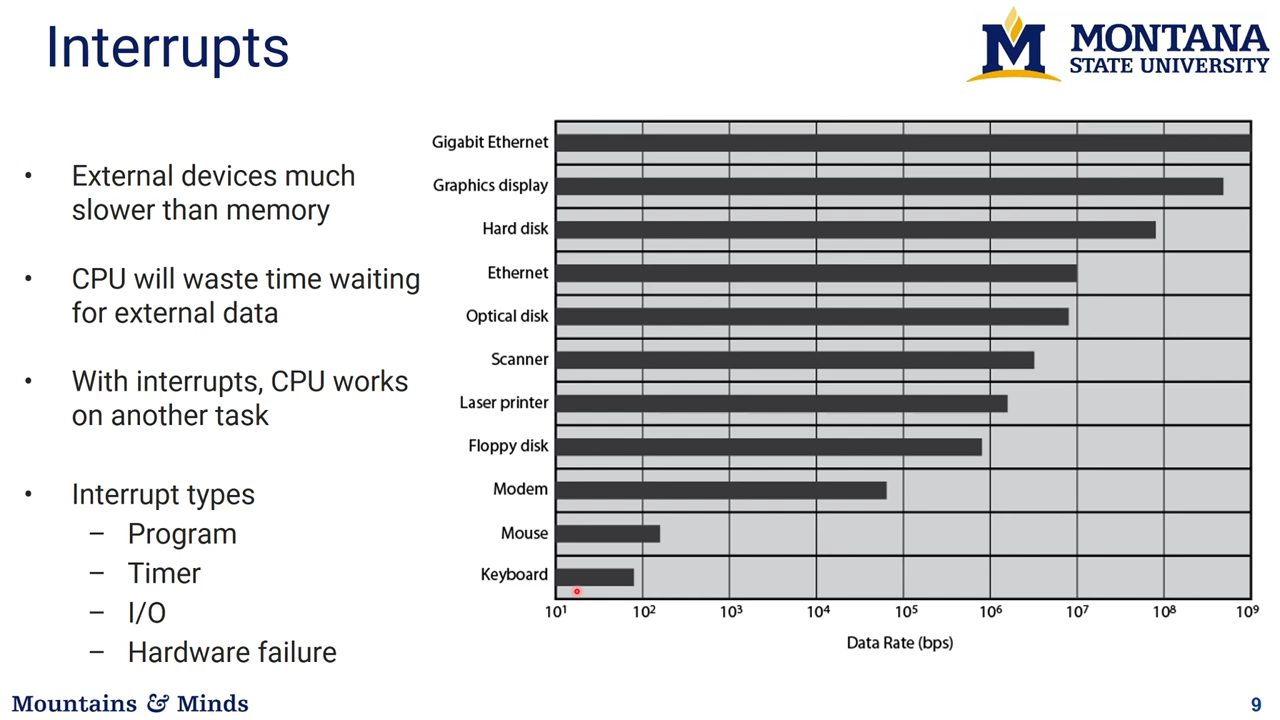 Interrupts
M MONTANA
STATE UNIVERSITY
• External devices much
slower than memory
• CPU will waste time waiting
for external data
• With interrupts, CPU works
on another task
• Interrupt types
– Program
– Timer
– I/O
– Hardware failure
Gigabit Ethernet
Graphics display
Hard disk
Ethernet
Optical disk
Scanner
Laser printer
Floppy disk
Modem
Mouse
Keyboard
10¹ 10² 10³ 10⁴ 10⁵ 10⁶ 10⁷ 10⁸ 10⁹
Data Rate (bps)
Mountains & Minds
9